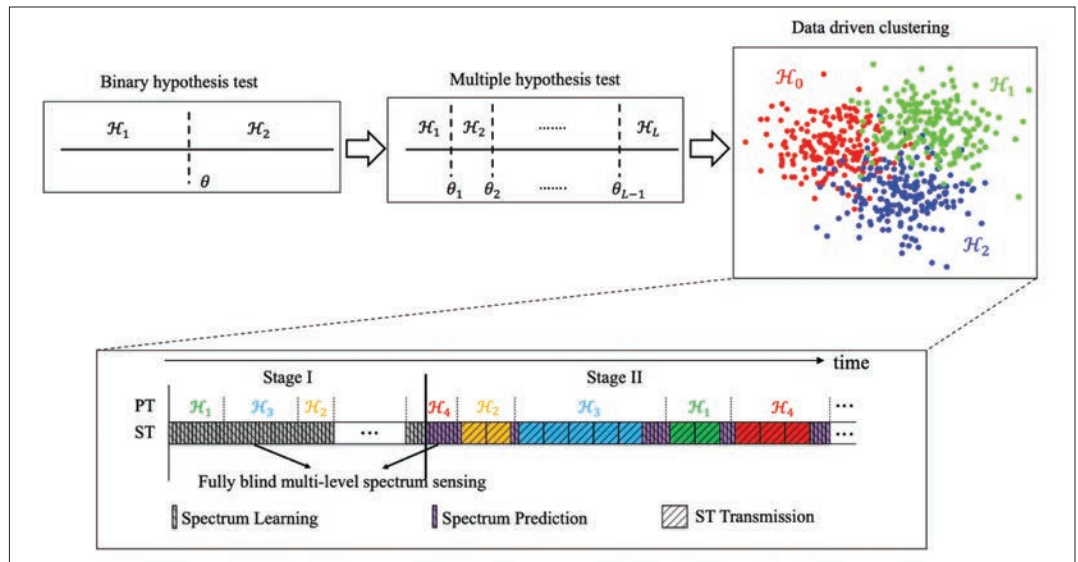 Data driven clustering
Binary hypothesis test
Multiple hypothesis test
ℋ₁ ℋ₂
θ
ℋ₁ ℋ₂ ....... ℋ_L
θ₁ θ₂ ....... θ_{L−1}
ℋ₀ ℋ₁
ℋ₂
time
Stage I Stage II
PT ℋ₁ ℋ₃ ℋ₂ ℋ₄ ℋ₂ ℋ₃ ℋ₁ ℋ₄ ...
ST ... ...
Fully blind multi-level spectrum sensing
Spectrum Learning Spectrum Prediction ST Transmission